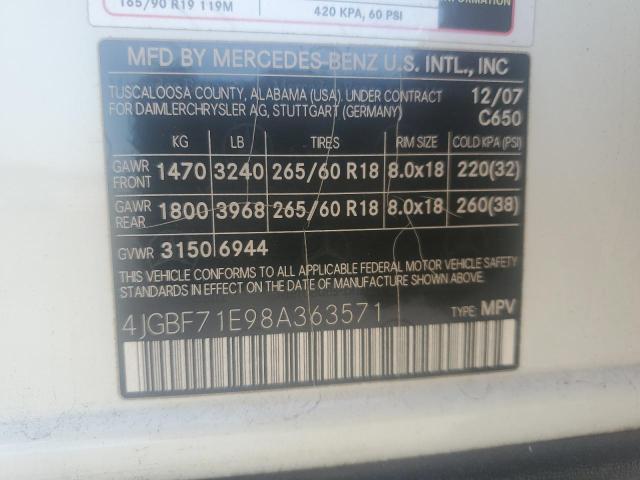 165/90 R19 119M
420 KPA, 60 PSI
INFORMATION
MFD BY MERCEDES-BENZ U.S. INTL., INC
TUSCALOOSA COUNTY, ALABAMA (USA). UNDER CONTRACT 12/07
FOR DAIMLERCHRYSLER AG, STUTTGART (GERMANY) C650
KG LB TIRES RIM SIZE COLD KPA (PSI)
GAWR FRONT 1470 3240 265/60 R18 8.0x18 220(32)
GAWR REAR 1800 3968 265/60 R18 8.0x18 260(38)
GVWR 3150 6944
THIS VEHICLE CONFORMS TO ALL APPLICABLE FEDERAL MOTOR VEHICLE SAFETY
STANDARDS IN EFFECT ON THE DATE OF MANUFACTURE SHOWN ABOVE.
4JGBF71E98A363571 TYPE: MPV